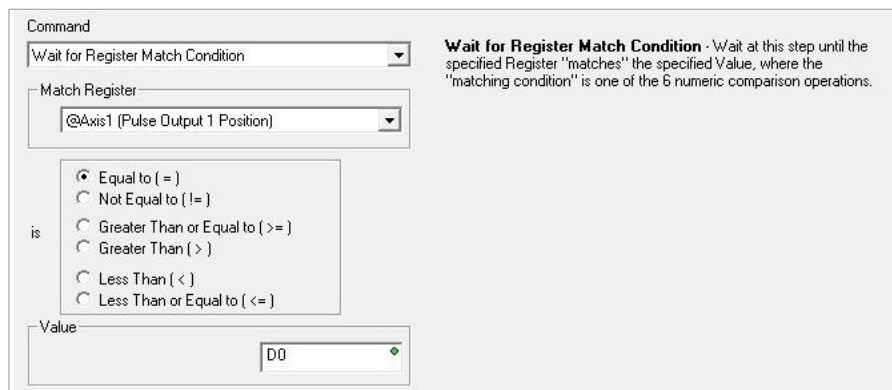 Command
Wait for Register Match Condition
Wait for Register Match Condition - Wait at this step until the
specified Register "matches" the specified Value, where the
"matching condition" is one of the 6 numeric comparison operations.
Match Register
@Axis1 (Pulse Output 1 Position)
is
Equal to ( = )
Not Equal to ( != )
Greater Than or Equal to ( >= )
Greater Than ( > )
Less Than ( < )
Less Than or Equal to ( <= )
Value
D0